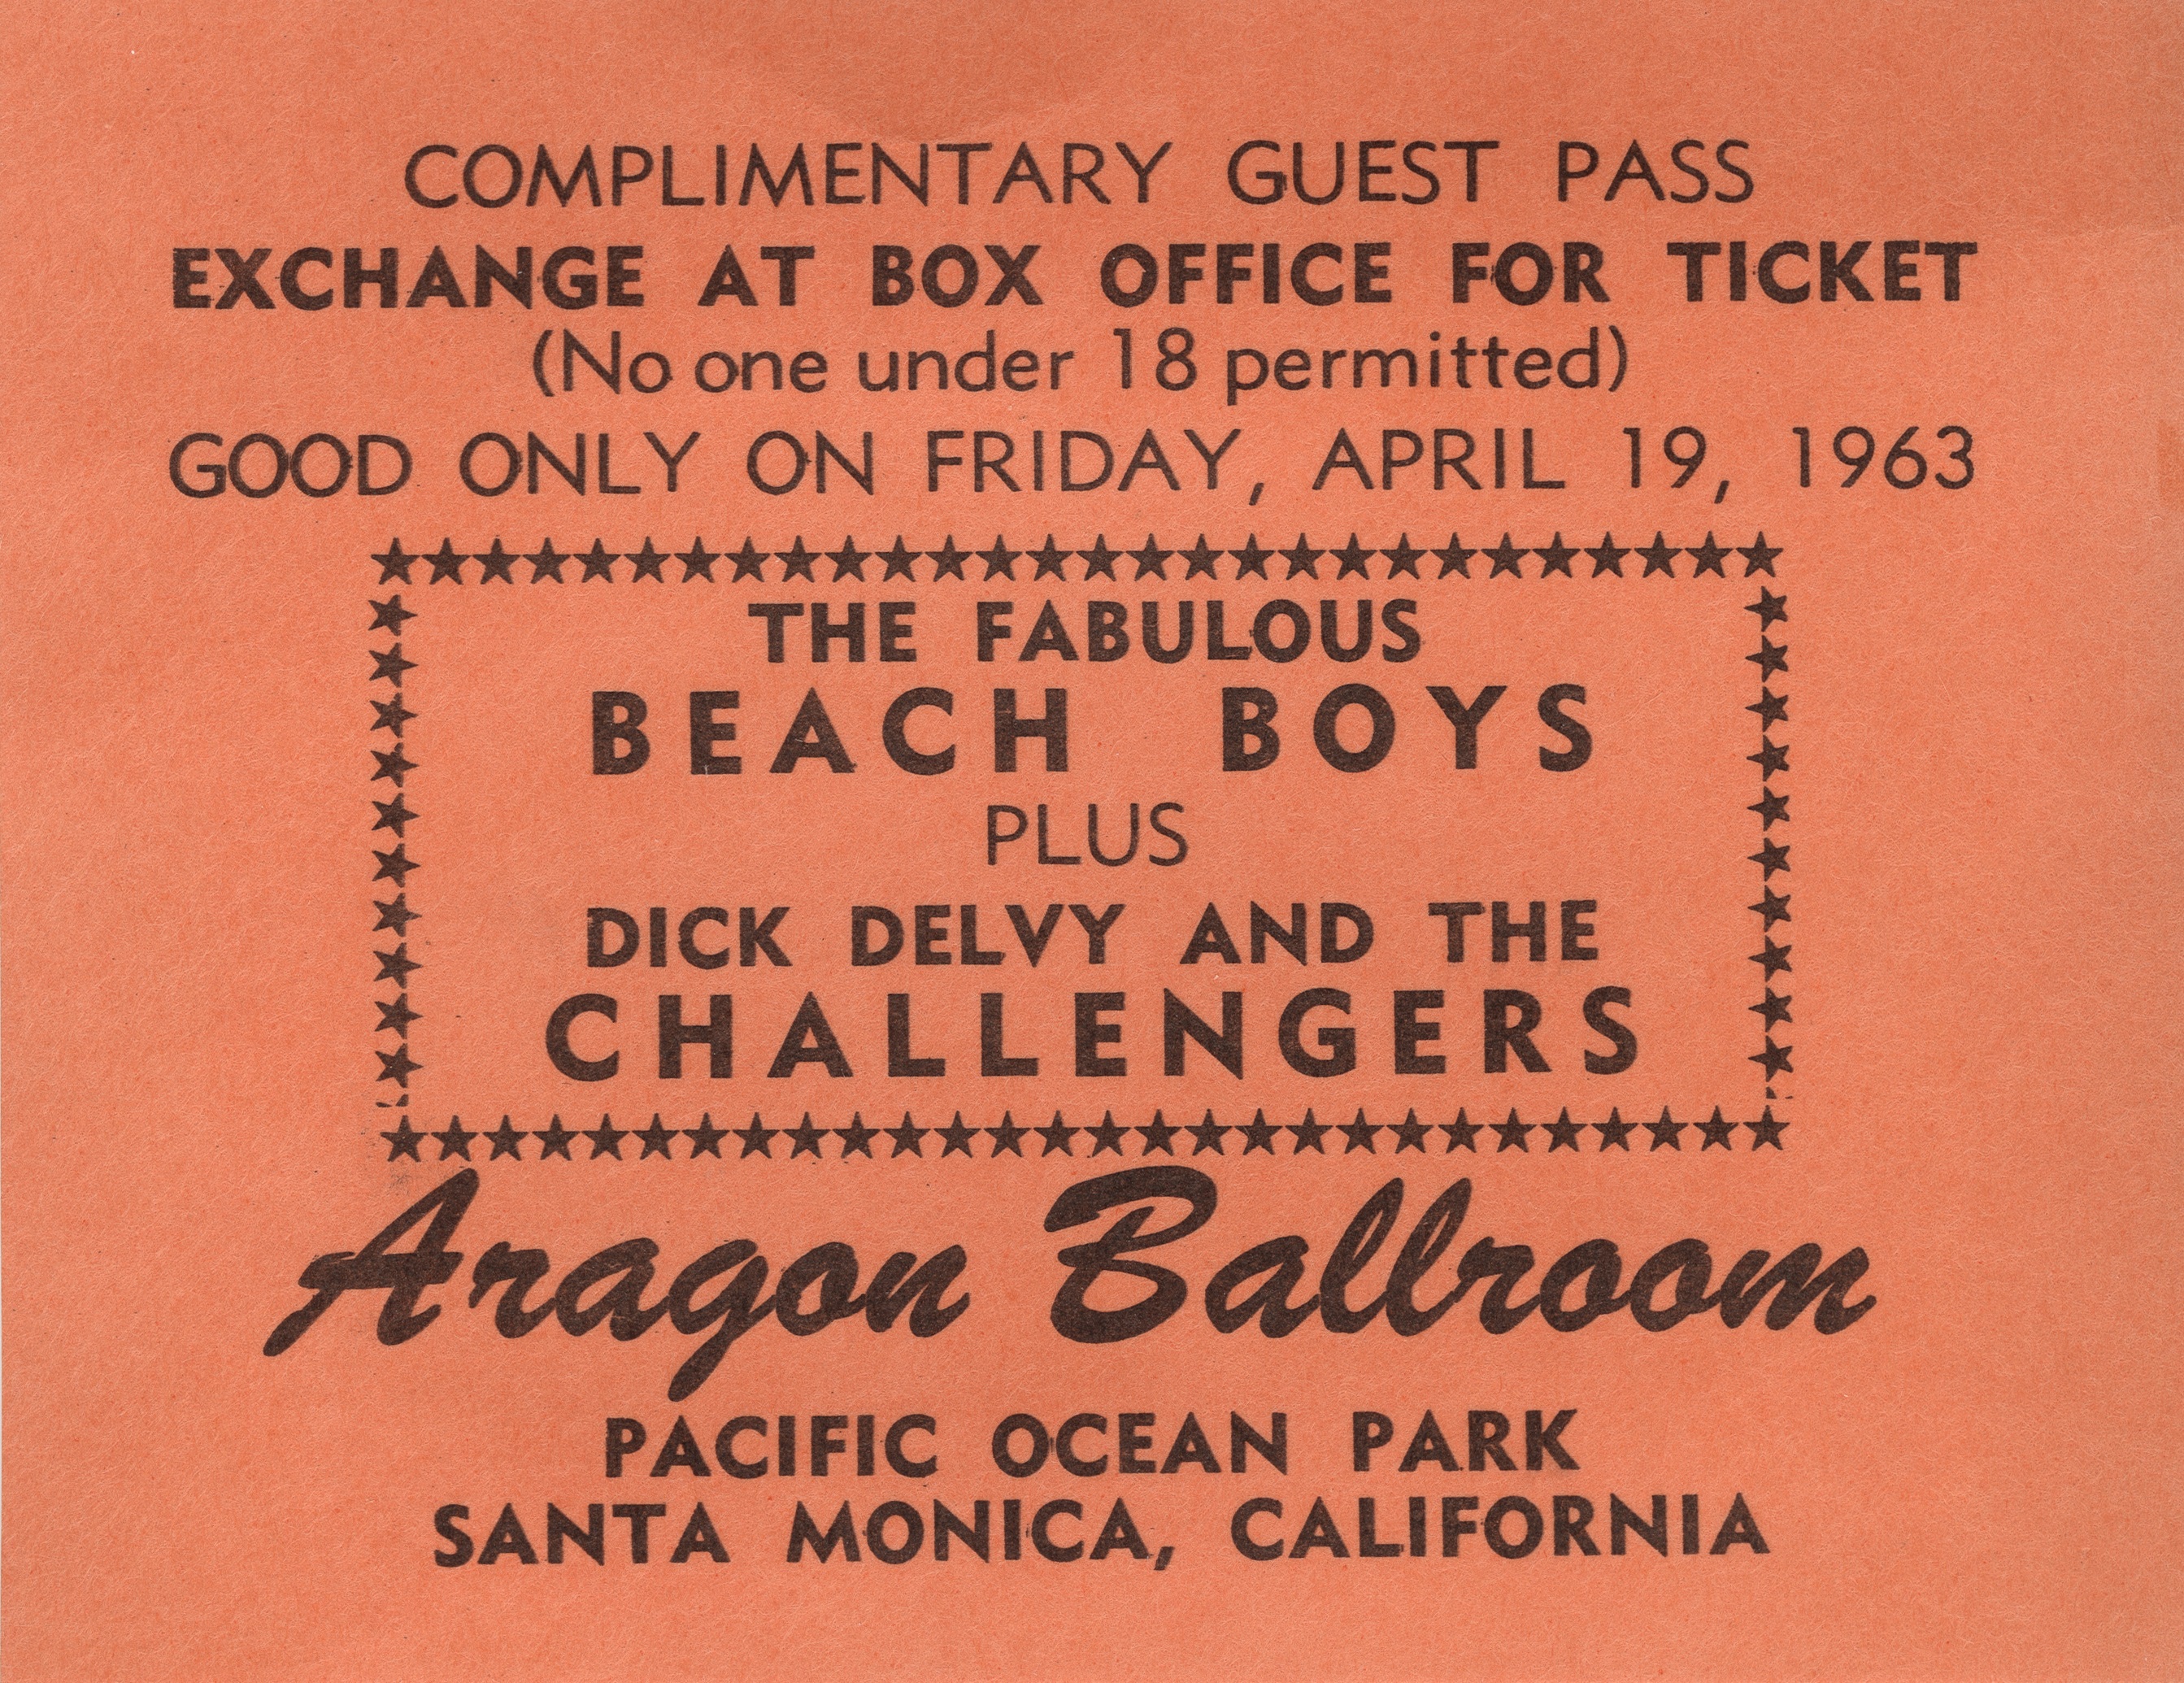 COMPLIMENTARY GUEST PASS
EXCHANGE AT BOX OFFICE FOR TICKET
(No one under 18 permitted)
GOOD ONLY ON FRIDAY, APRIL 19, 1963
THE FABULOUS
BEACH BOYS
PLUS
DICK DELVY AND THE
CHALLENGERS
Aragon Ballroom
PACIFIC OCEAN PARK
SANTA MONICA, CALIFORNIA